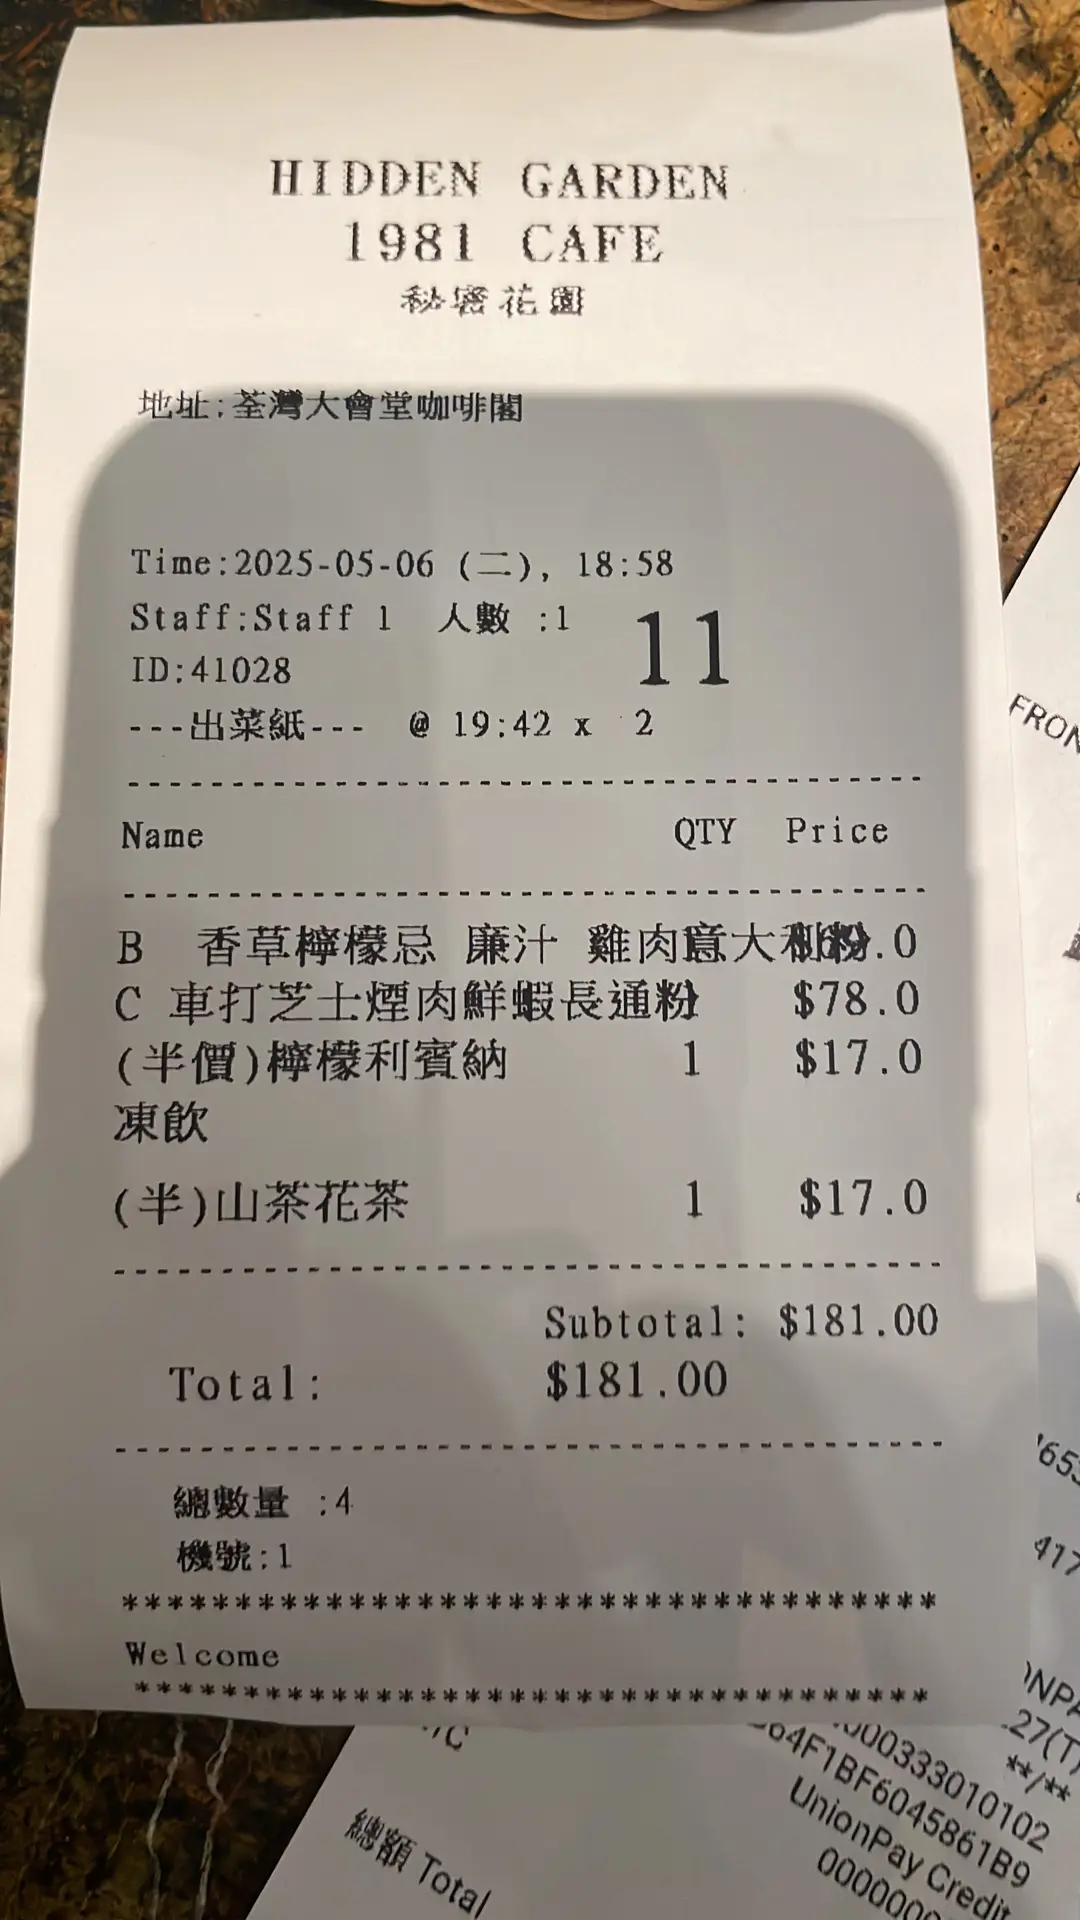 HIDDEN GARDEN
1981 CAFE
秘密花園
地址:荃灣大會堂咖啡閣
Time:2025-05-06 (二), 18:58
Staff:Staff 1 人數 :1
11
ID:41028
---出菜紙--- @ 19:42 x 2
Name QTY Price
B 香草檸檬忌 廉汁 雞肉意大利粉 .0
C 車打芝士煙肉鮮蝦長通粉 1 $78.0
(半價)檸檬利賓納 1 $17.0
凍飲
(半)山茶花茶 1 $17.0
Subtotal: $181.00
Total: $181.00
總數量 :4
機號:1
************************************
Welcome
************************************
FRON
0000333010102
64F1BF6045861B9
UnionPay Credit
27(T)
**/**
總額 Total